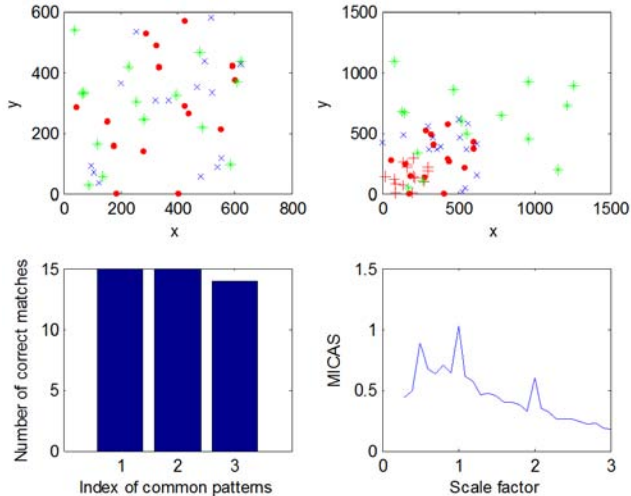 600
400
200
0
y
0 200 400 600 800
x
1500
1000
500
0
y
0 500 1000 1500
x
15
10
5
0
Number of correct matches
1 2 3
Index of common patterns
1.5
1
0.5
0
MICAS
0 1 2 3
Scale factor